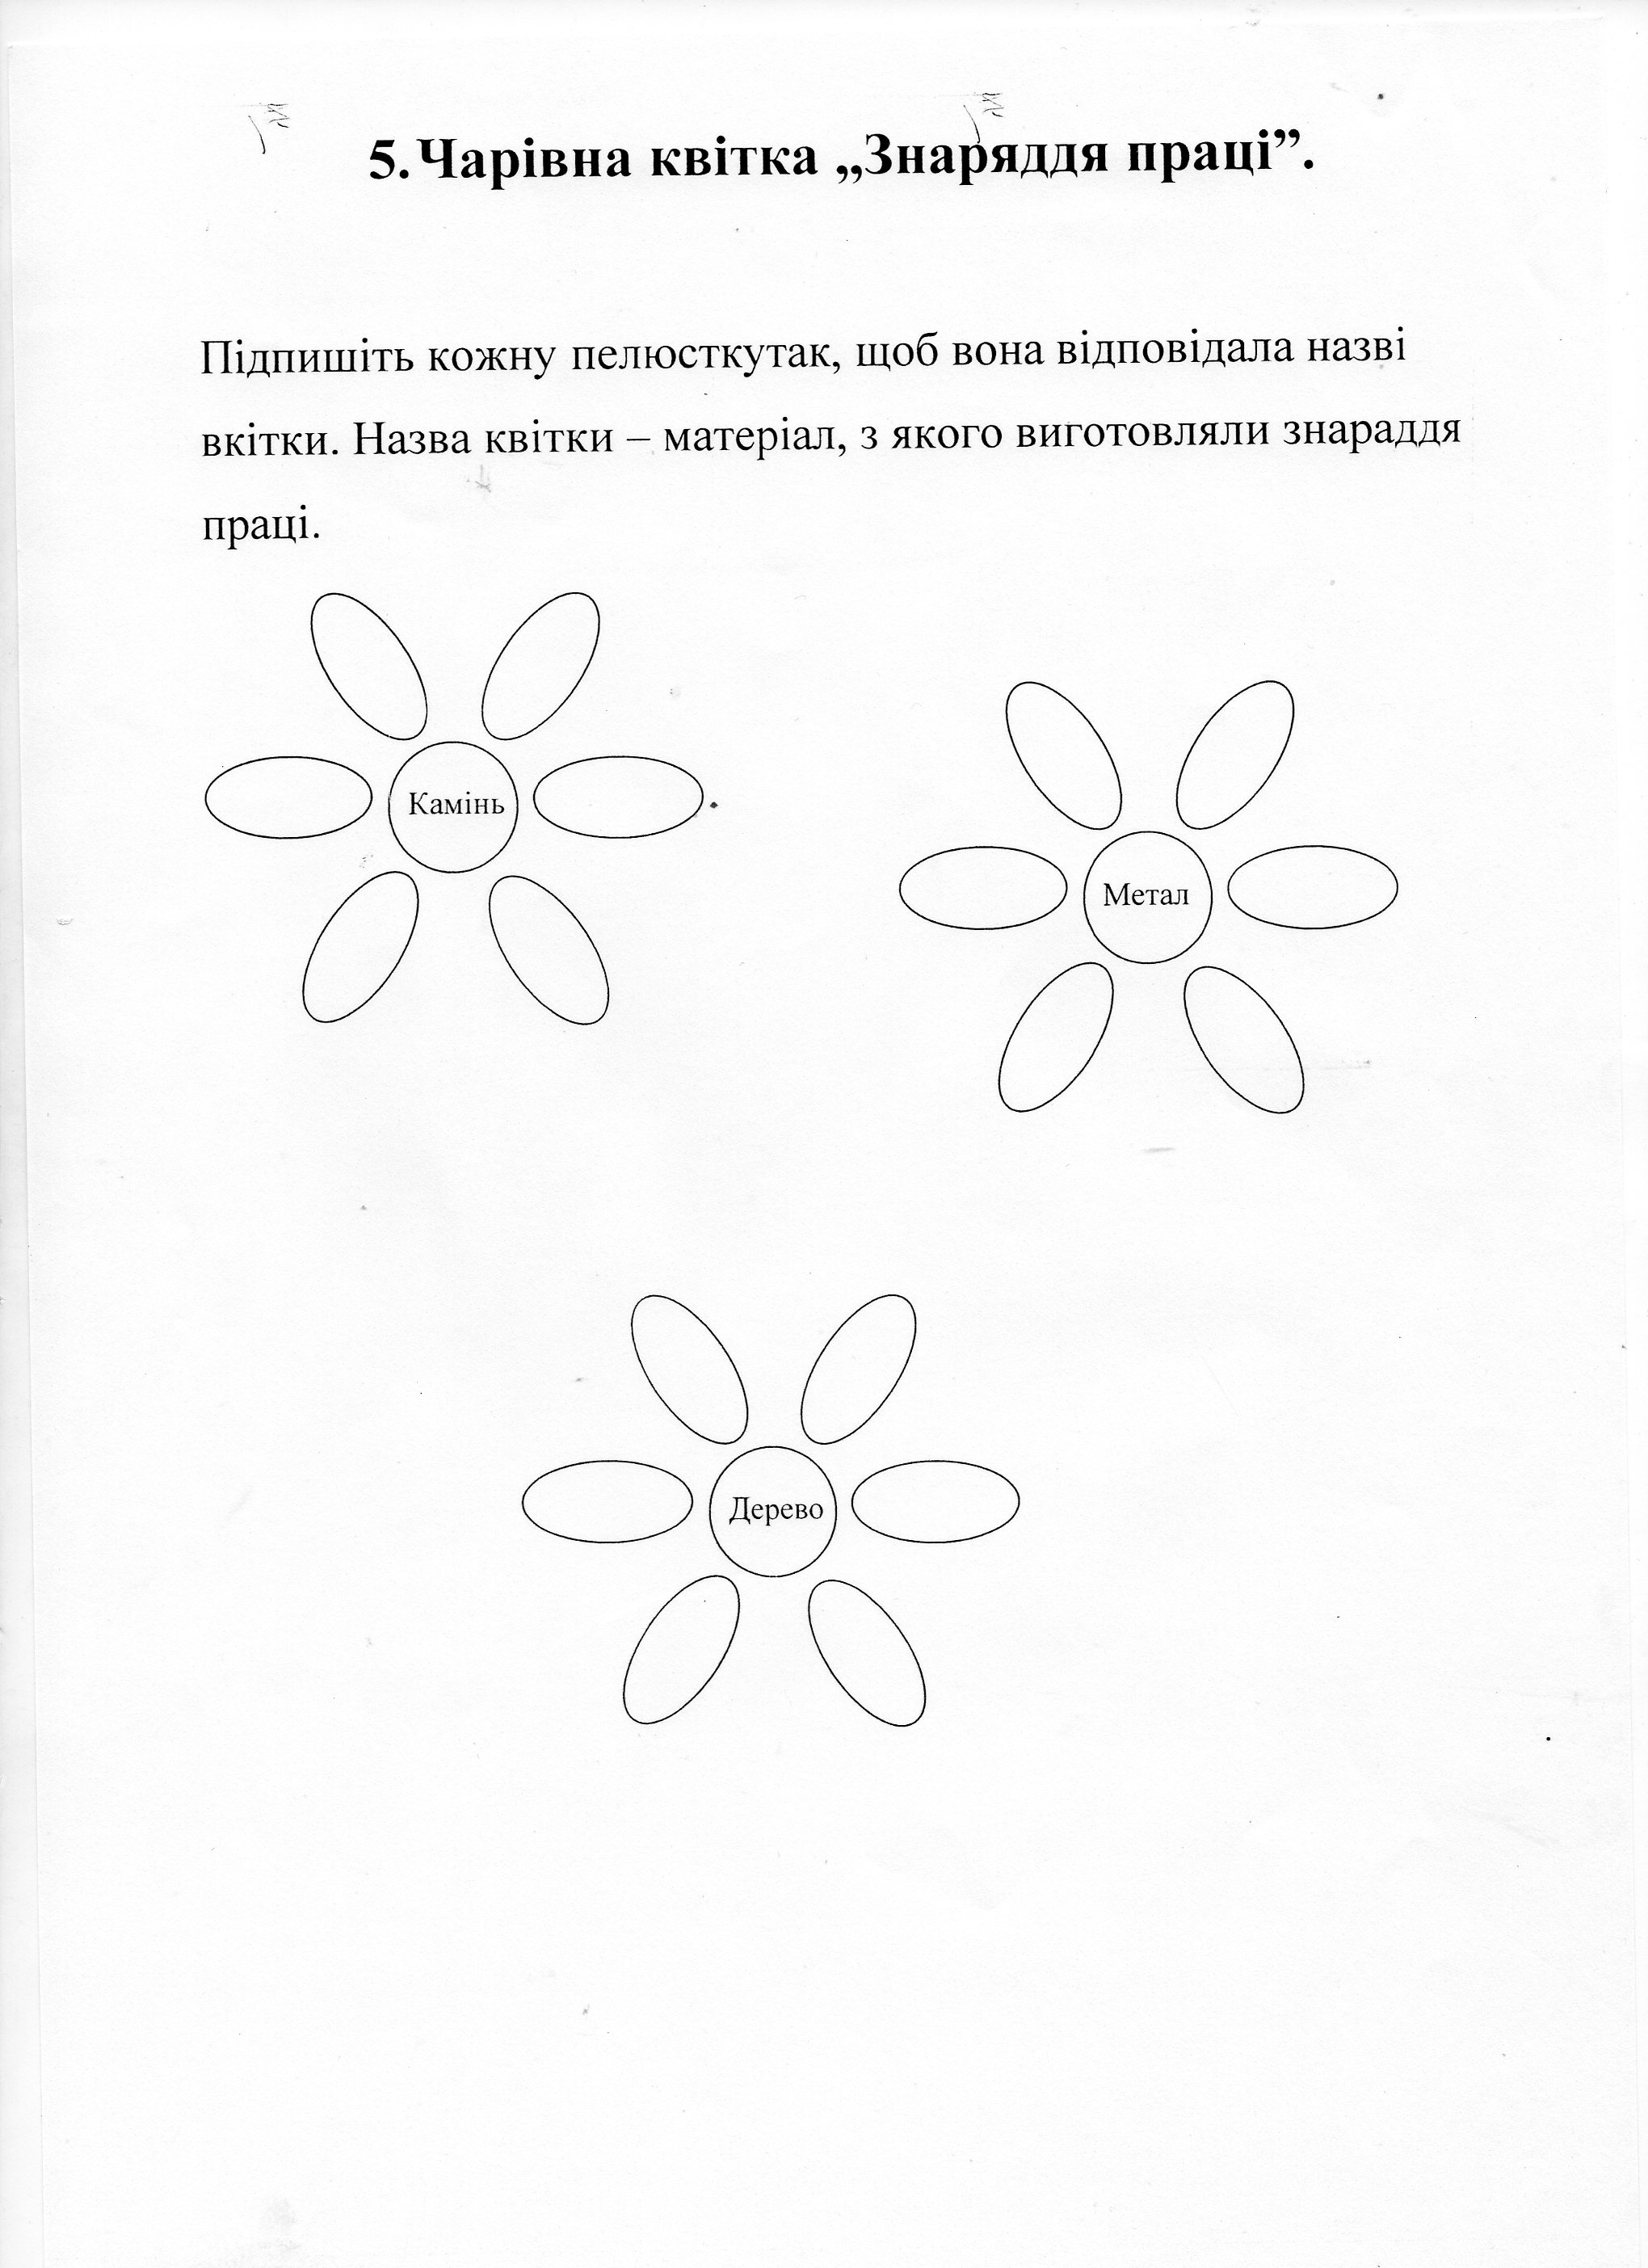 5. Чарівна квітка „Знаряддя праці”.
Підпишіть кожну пелюсткутак, щоб вона відповідала назві
вкітки. Назва квітки – матеріал, з якого виготовляли знараддя
праці.
Камінь
Метал
Дерево